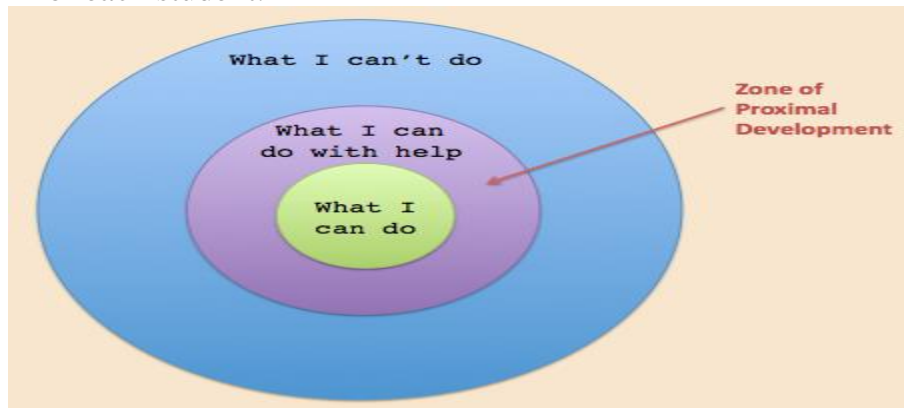 What I can't do
What I can
do with help
What I
can do
Zone of
Proximal
Development